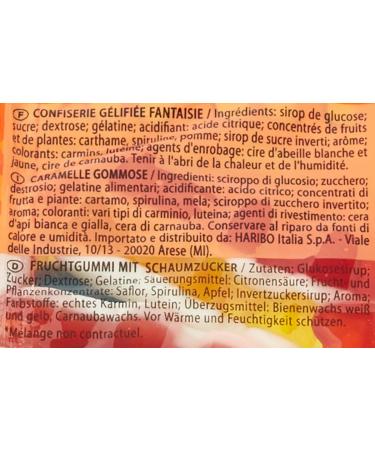 F CONFISERIE GÉLIFIÉE FANTAISIE / Ingrédients: sirop de glucose;
sucre; dextrose; gélatine; acidifiant: acide citrique; concentrés de fruits
et de plantes: carthame, spiruline, pomme; sirop de sucre inverti; arôme;
colorants: carmins, lutéine; agents d'enrobage: cire d'abeille blanche et
jaune, cire de carnauba. Tenir à l'abri de la chaleur et de l'humidité.
I CARAMELLE GOMMOSE / Ingredienti: sciroppo di glucosio; zucchero;
destrosio; gelatine alimentari; acidificante: acido citrico; concentrati di
frutta e piante: cartamo, spirulina, mela; sciroppo di zucchero invertito;
aroma; coloranti: vari tipi di carminio, luteina; agenti di rivestimento: cera
d'api bianca e gialla, cera di carnauba. Conservare al riparo da fonti di
calore e umidità. Importato e distribuito da: HARIBO Italia S.p.A. - Viale
delle Industrie, 10/13 - 20020 Arese (MI).
D FRUCHTGUMMI MIT SCHAUMZUCKER / Zutaten: Glukosesirup;
Zucker; Dextrose; Gelatine; Säuerungsmittel: Citronensäure; Frucht- und
Pflanzenkonzentrate: Saflor, Spirulina, Apfel; Invertzuckersirup; Aroma;
Farbstoffe: echtes Karmin, Lutein; Überzugsmittel: Bienenwachs weiß
und gelb, Carnaubawachs. Vor Wärme und Feuchtigkeit schützen.
*Mélange non contractuel.